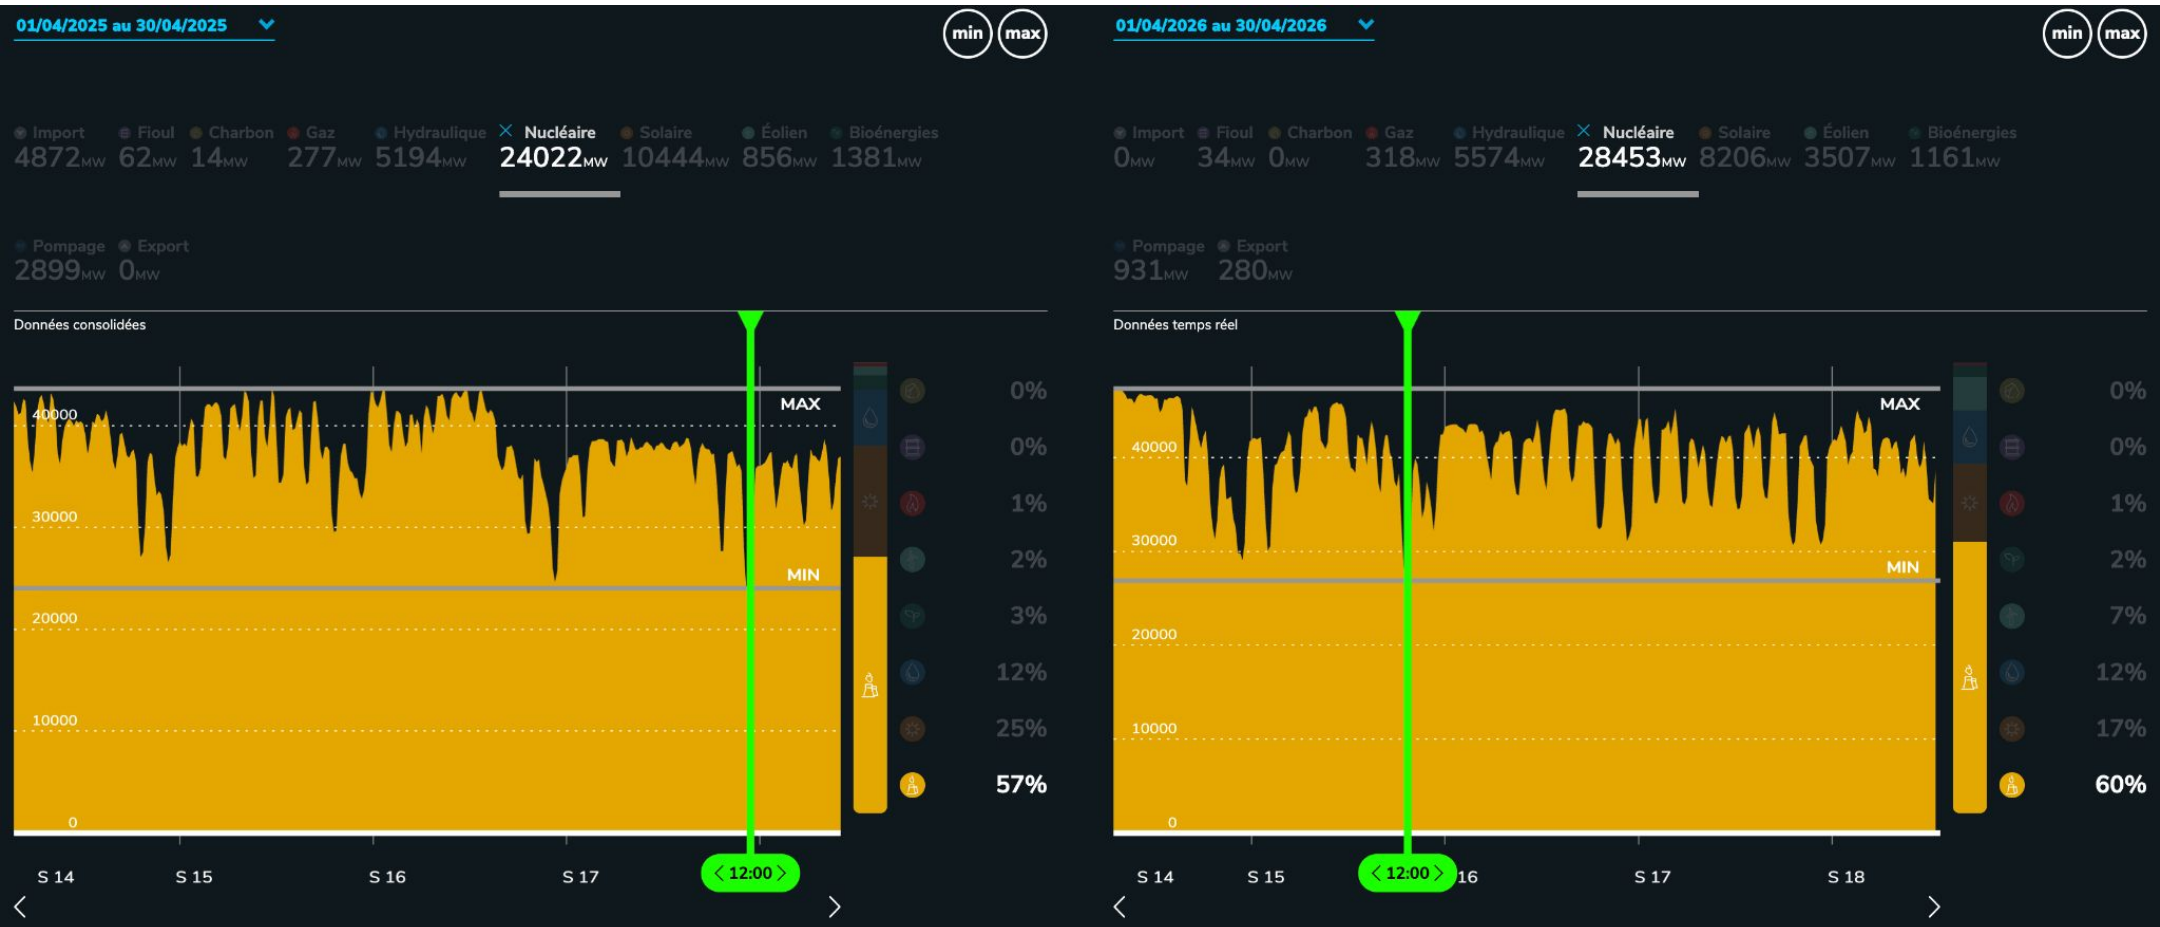 01/04/2025 au 30/04/2025
min max
Import Fioul Charbon Gaz Hydraulique Nucléaire Solaire Éolien Bioénergies
4872MW 62MW 14MW 277MW 5194MW 24022MW 10444MW 856MW 1381MW
Pompage Export
2899MW 0MW
Données consolidées
MAX
MIN
40000
30000
20000
10000
0
0%
0%
1%
2%
3%
12%
25%
57%
S 14 S 15 S 16 S 17 < 12:00 >
< >
01/04/2026 au 30/04/2026
min max
Import Fioul Charbon Gaz Hydraulique Nucléaire Solaire Éolien Bioénergies
0MW 34MW 0MW 318MW 5574MW 28453MW 8206MW 3507MW 1161MW
Pompage Export
931MW 280MW
Données temps réel
MAX
MIN
40000
30000
20000
10000
0
0%
0%
1%
2%
7%
12%
17%
60%
S 14 S 15 < 12:00 > 16 S 17 S 18
< >